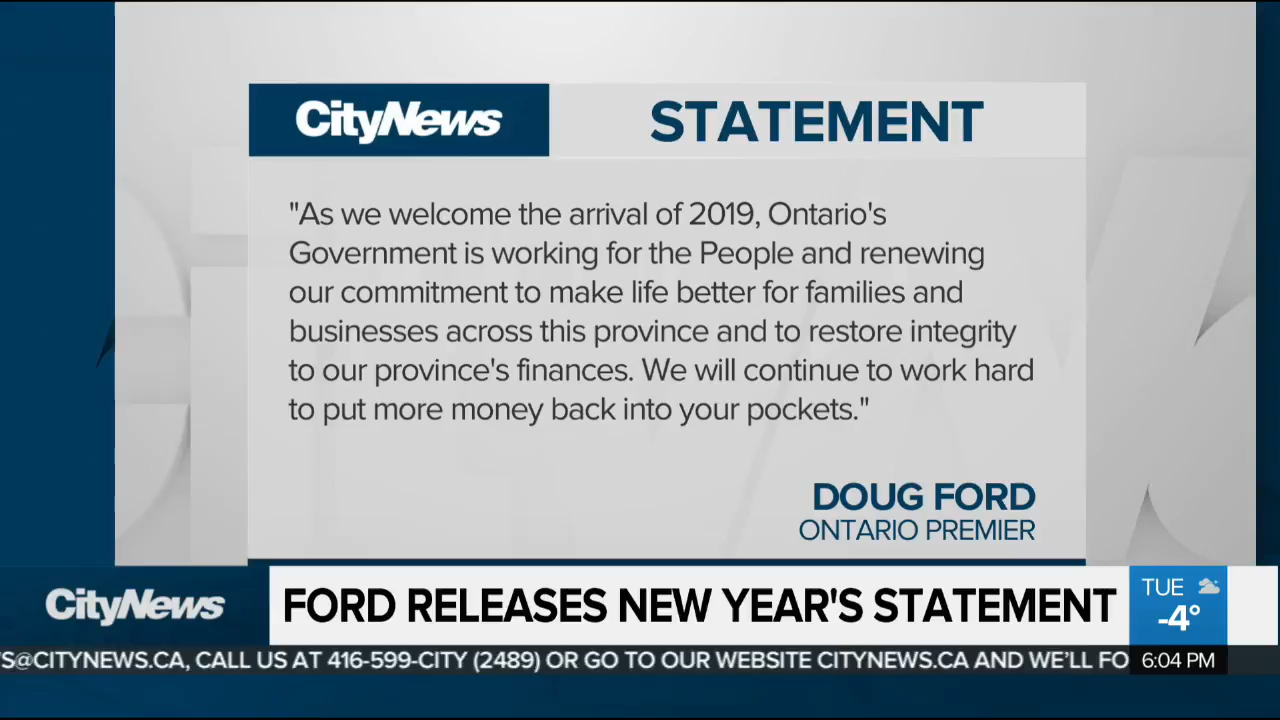 CityNews
STATEMENT
"As we welcome the arrival of 2019, Ontario's
Government is working for the People and renewing
our commitment to make life better for families and
businesses across this province and to restore integrity
to our province's finances. We will continue to work hard
to put more money back into your pockets."
DOUG FORD
ONTARIO PREMIER
CityNews
FORD RELEASES NEW YEAR'S STATEMENT
TUE
-4°
S@CITYNEWS.CA, CALL US AT 416-599-CITY (2489) OR GO TO OUR WEBSITE CITYNEWS.CA AND WE'LL FO
6:04 PM